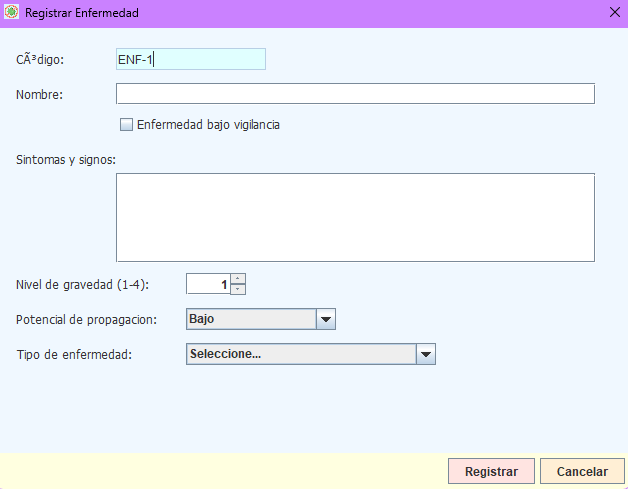 Registrar Enfermedad
CÃ³digo: ENF-1
Nombre:
Enfermedad bajo vigilancia
Sintomas y signos:
Nivel de gravedad (1-4): 1
Potencial de propagacion: Bajo
Tipo de enfermedad: Seleccione...
Registrar Cancelar